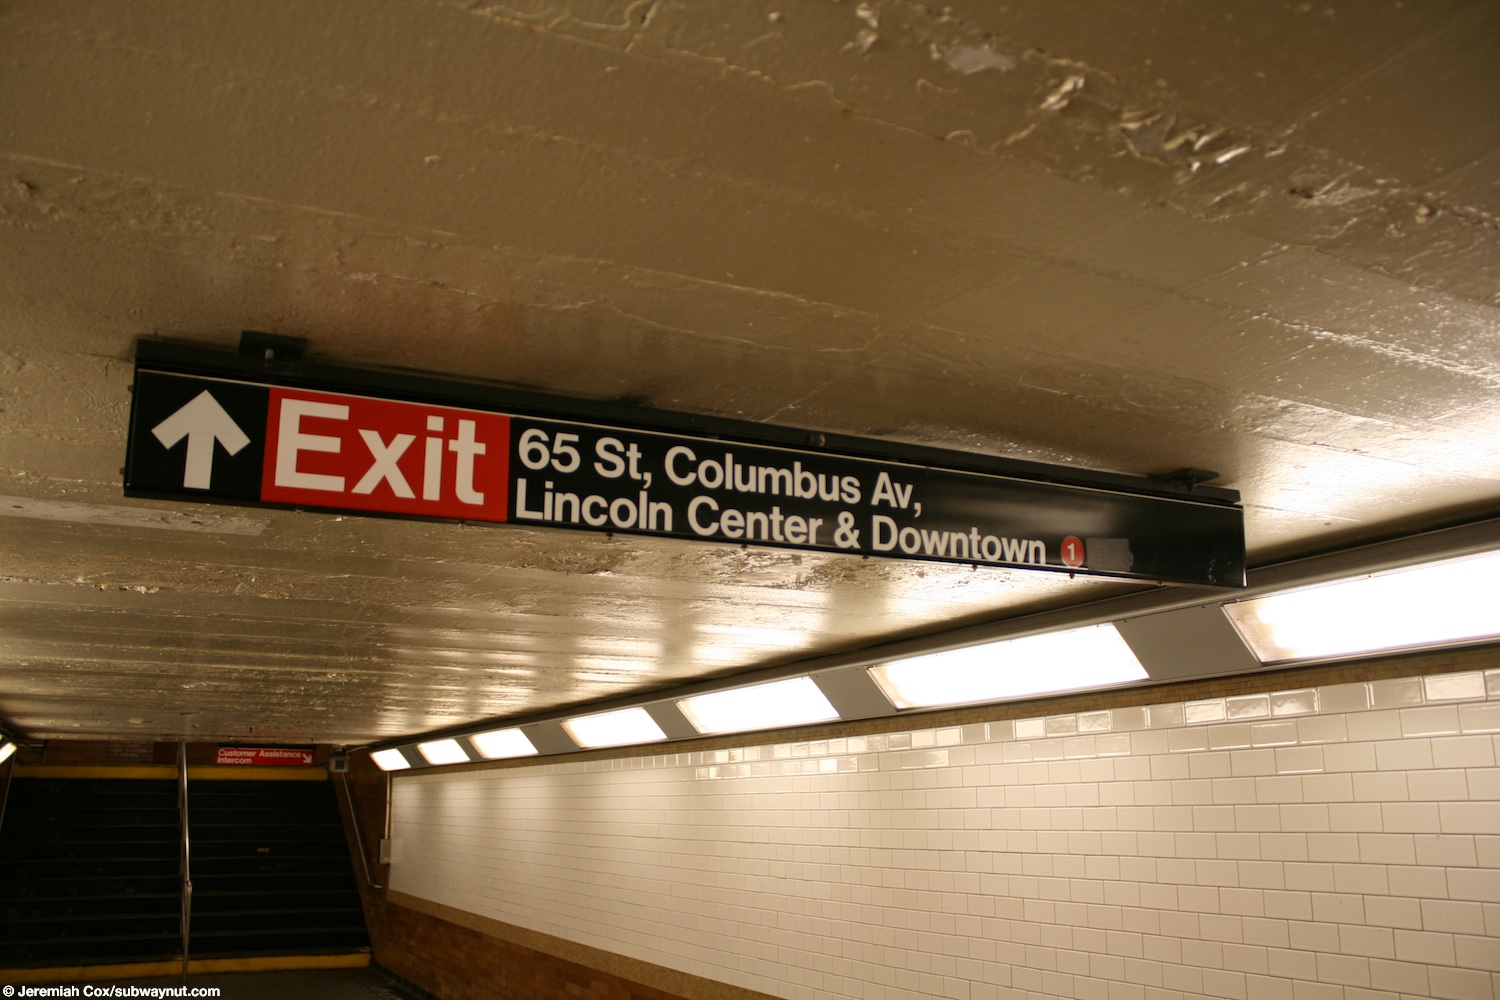 Exit
65 St, Columbus Av,
Lincoln Center & Downtown 1
Customer Assistance
Intercom
© Jeremiah Cox/subwaynut.com